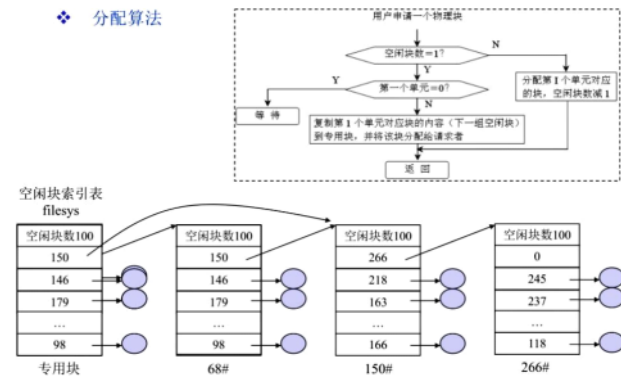 ❖ 分配算法
用户申请一个物理块
空闲块数=1?
N
Y
第一个单元=0?
Y
N
等 待
分配第1个单元对应
的块,空闲块数减1
复制第1个单元对应块的内容(下一组空闲块)
到专用块,并将该块分配给请求者
返 回
空闲块索引表
filesys
空闲块数100
150
146
179
…
98
专用块
空闲块数100
150
146
179
…
98
68#
空闲块数100
266
218
163
…
166
150#
空闲块数100
0
245
237
…
118
266#